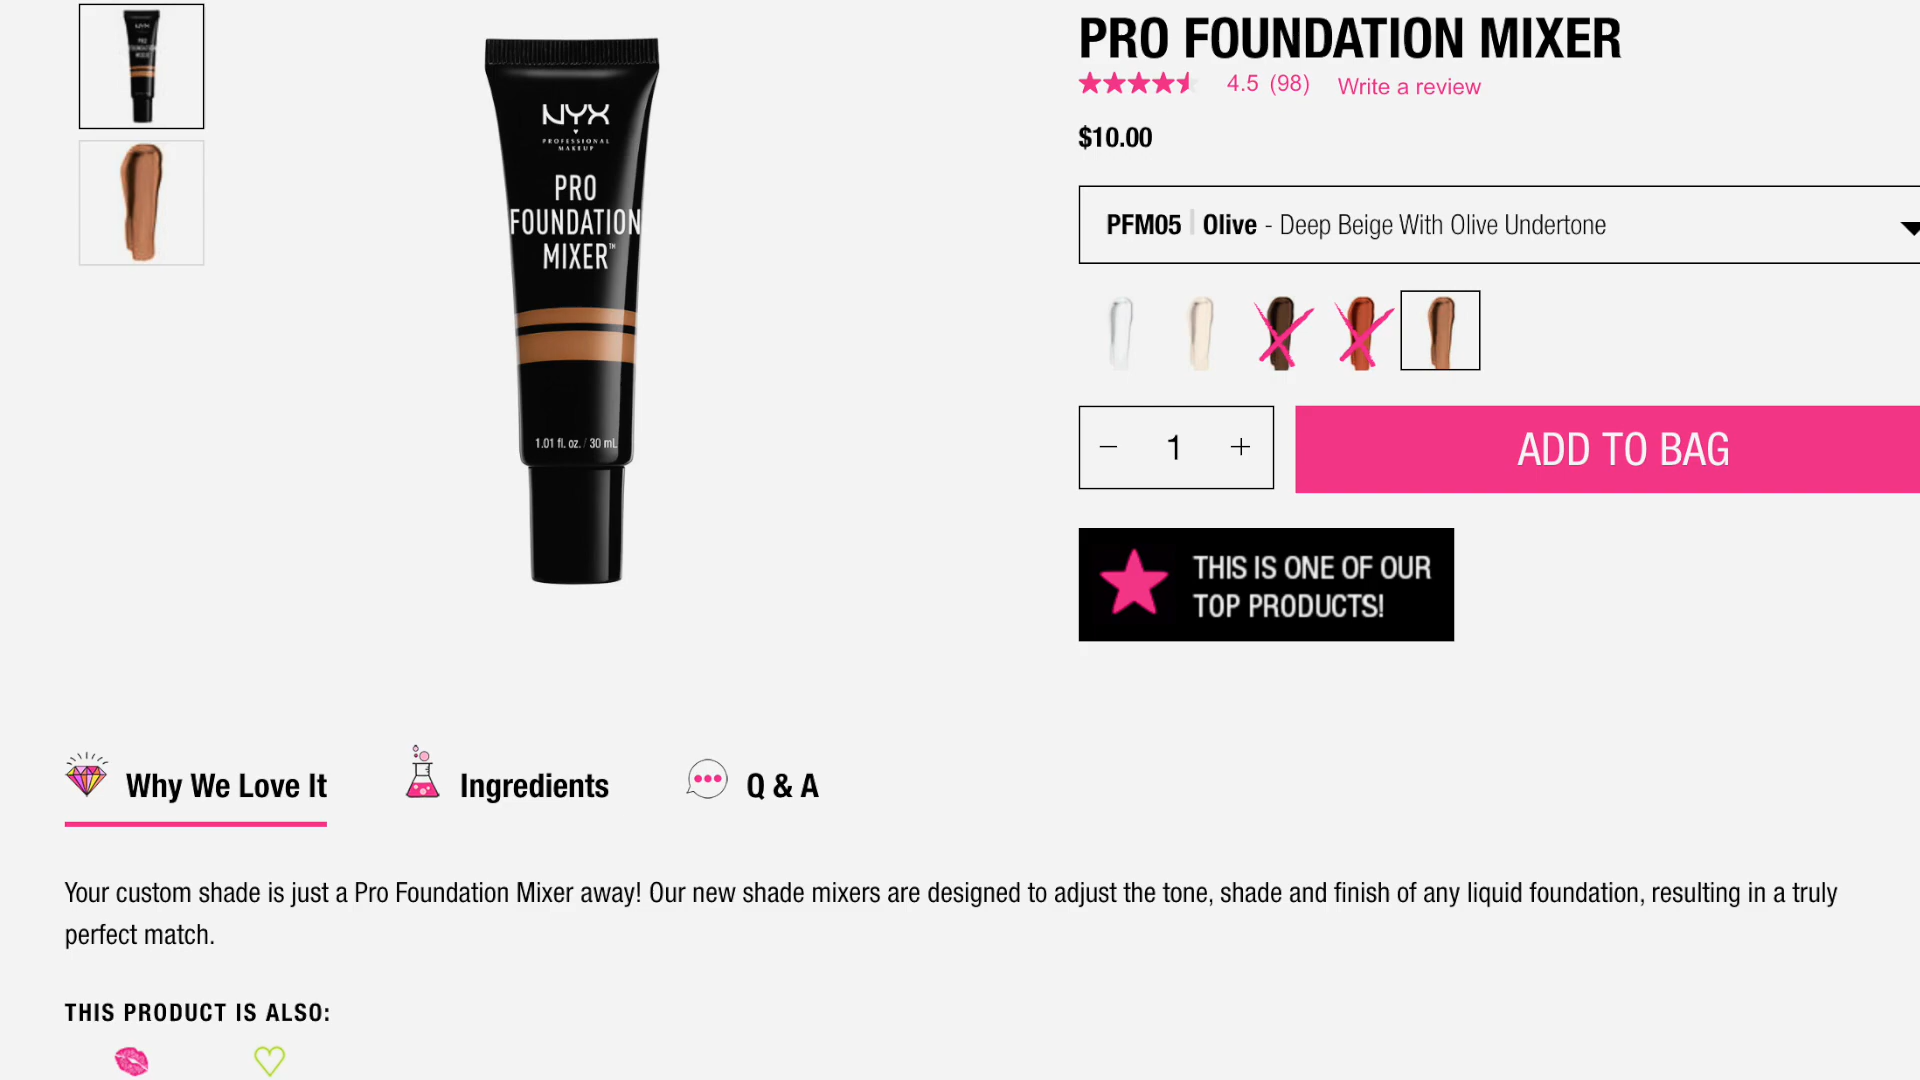 PRO FOUNDATION MIXER
4.5 (98) Write a review
$10.00
PFM05 | Olive - Deep Beige With Olive Undertone
− 1 +
ADD TO BAG
THIS IS ONE OF OUR
TOP PRODUCTS!
NYX
PROFESSIONAL
MAKEUP
PRO
FOUNDATION
MIXER™
1.01 fl. oz. / 30 mL
Why We Love It
Ingredients
Q & A
Your custom shade is just a Pro Foundation Mixer away! Our new shade mixers are designed to adjust the tone, shade and finish of any liquid foundation, resulting in a truly
perfect match.
THIS PRODUCT IS ALSO: